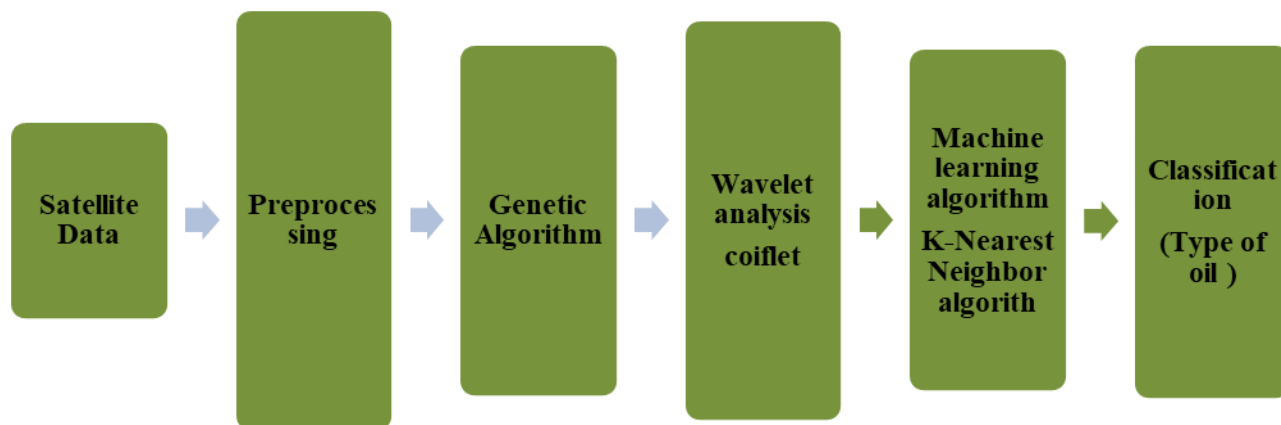 Satellite
Data
Preproces
sing
Genetic
Algorithm
Wavelet
analysis
coiflet
Machine
learning
algorithm
K-Nearest
Neighbor
algorith
Classificat
ion
(Type of
oil )